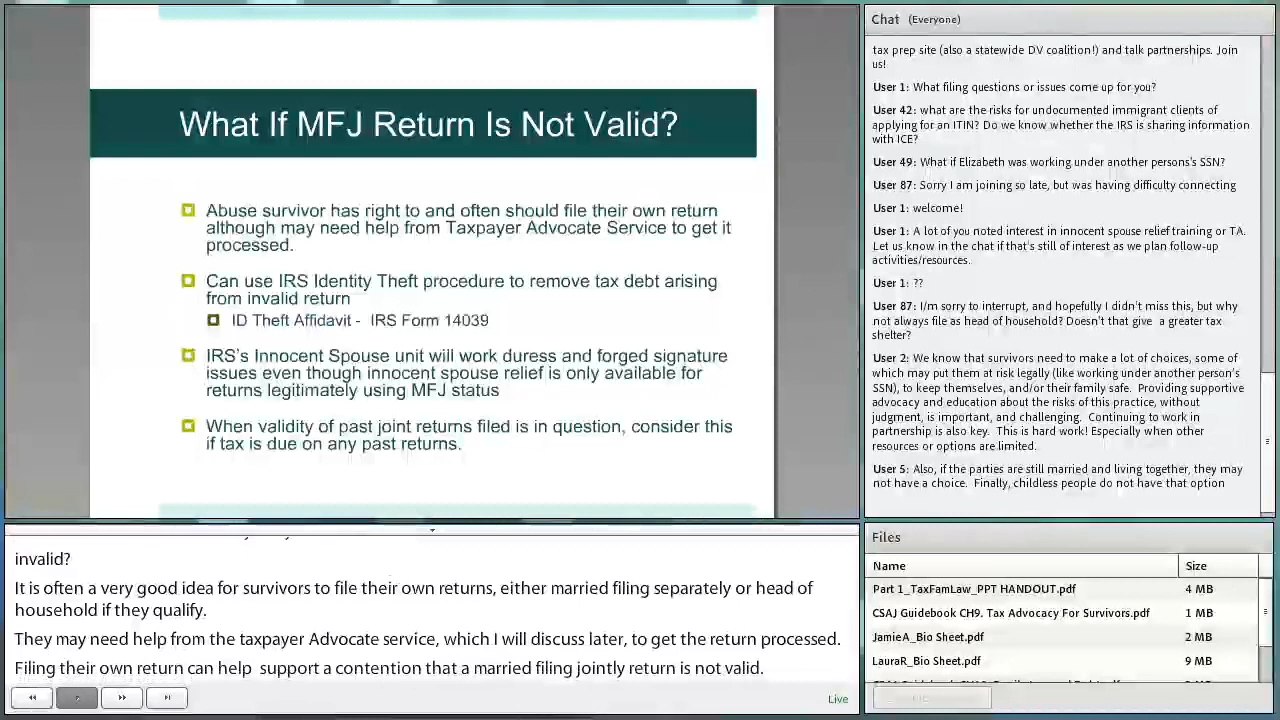 What If MFJ Return Is Not Valid?
Abuse survivor has right to and often should file their own return
although may need help from Taxpayer Advocate Service to get it
processed.
Can use IRS Identity Theft procedure to remove tax debt arising
from invalid return
ID Theft Affidavit - IRS Form 14039
IRS's Innocent Spouse unit will work duress and forged signature
issues even though innocent spouse relief is only available for
returns legitimately using MFJ status
When validity of past joint returns filed is in question, consider this
if tax is due on any past returns.
invalid?
It is often a very good idea for survivors to file their own returns, either married filing separately or head of
household if they qualify.
They may need help from the taxpayer Advocate service, which I will discuss later, to get the return processed.
Filing their own return can help support a contention that a married filing jointly return is not valid.
Live
Chat (Everyone)
tax prep site (also a statewide DV coalition!) and talk partnerships. Join
us!
User 1: What filing questions or issues come up for you?
User 42: what are the risks for undocumented immigrant clients of
applying for an ITIN? Do we know whether the IRS is sharing information
with ICE?
User 49: What if Elizabeth was working under another person's SSN?
User 87: Sorry I am joining so late, but was having difficulty connecting
User 1: welcome!
User 1: A lot of you noted interest in innocent spouse relief training or TA.
Let us know in the chat if that's still of interest as we plan follow-up
activities/resources.
User 1: ??
User 87: I/m sorry to interrupt, and hopefully I didn't miss this, but why
not always file as head of household? Doesn't that give a greater tax
shelter?
User 2: We know that survivors need to make a lot of choices, some of
which may put them at risk legally (like working under another person's
SSN), to keep themselves, and/or their family safe. Providing supportive
advocacy and education about the risks of this practice, without
judgment, is important, and challenging. Continuing to work in
partnership is also key. This is hard work! Especially when other
resources or options are limited.
User 5: Also, if the parties are still married and living together, they may
not have a choice. Finally, childless people do not have that option
Files
Name Size
Part 1_TaxFamLaw_PPT HANDOUT.pdf 4 MB
CSAJ Guidebook CH9. Tax Advocacy For Survivors.pdf 1 MB
JamieA_Bio Sheet.pdf 2 MB
LauraR_Bio Sheet.pdf 9 MB